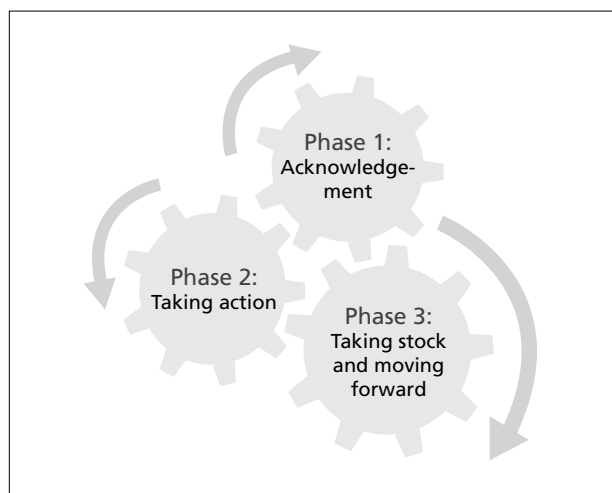 Phase 1:
Acknowledge-
ment
Phase 2:
Taking action
Phase 3:
Taking stock
and moving
forward